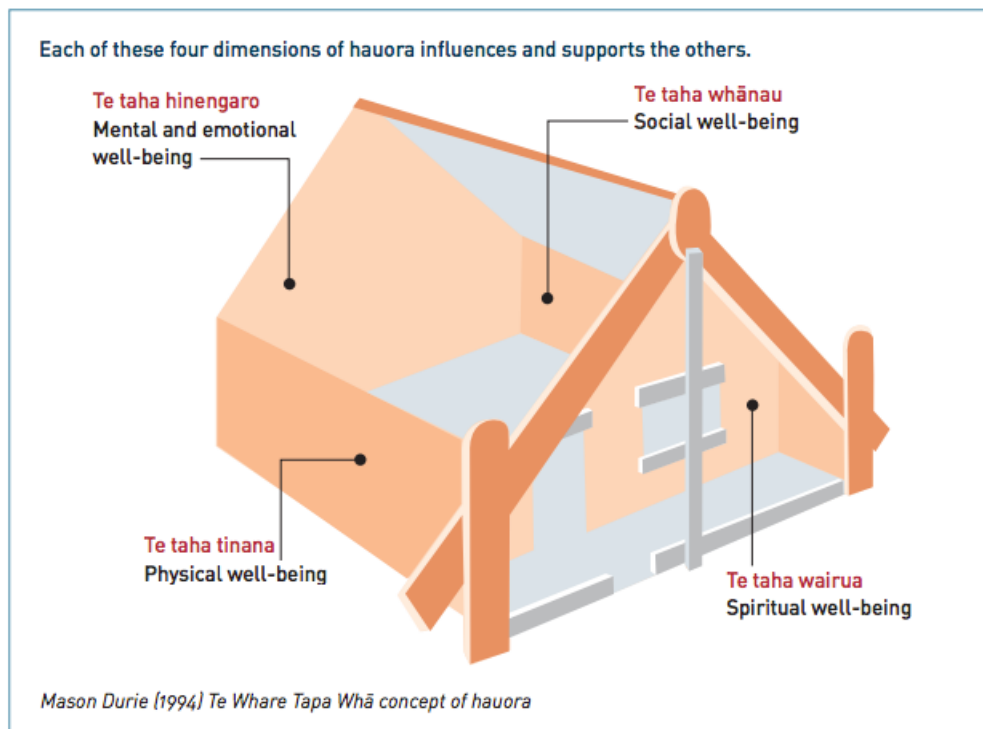 Each of these four dimensions of hauora influences and supports the others.
Te taha hinengaro
Mental and emotional
well-being
Te taha whānau
Social well-being
Te taha tinana
Physical well-being
Te taha wairua
Spiritual well-being
Mason Durie (1994) Te Whare Tapa Whā concept of hauora